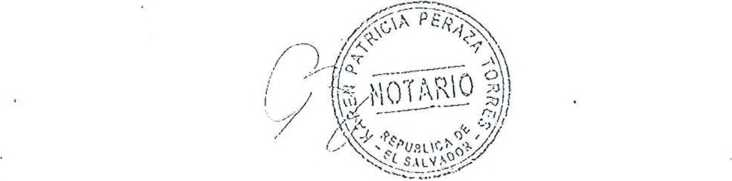 KAREN PATRICIA PERAZA TORRES
NOTARIO
REPUBLICA DE
- EL SALVADOR -